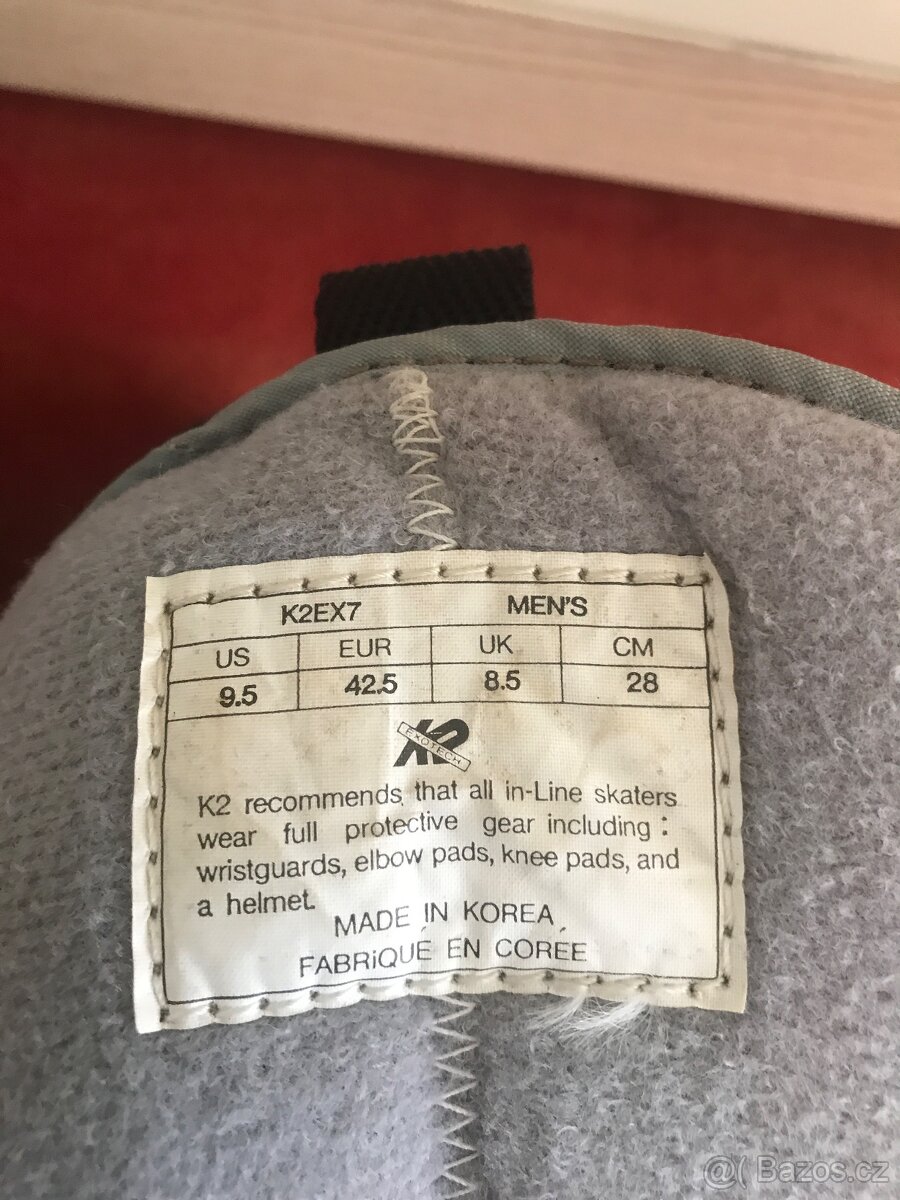 K2EX7 MEN'S
US EUR UK CM
9.5 42.5 8.5 28
K2
EXOTECH
K2 recommends that all in-Line skaters
wear full protective gear including :
wristguards, elbow pads, knee pads, and
a helmet.
MADE IN KOREA
FABRiQUÉ EN CORÉE
@( Bazos.cz